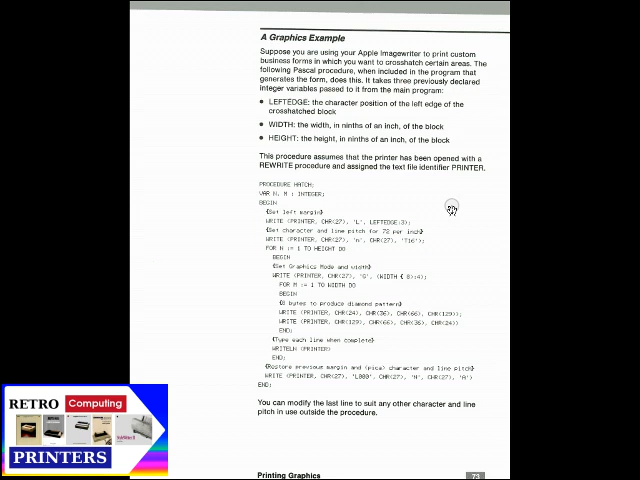 A Graphics Example
Suppose you are using your Apple Imagewriter to print custom
business forms in which you want to crosshatch certain areas. The
following Pascal procedure, when included in the program that
generates the form, does this. It takes three previously declared
integer variables passed to it from the main program:
• LEFTEDGE: the character position of the left edge of the
crosshatched block
• WIDTH: the width, in ninths of an inch, of the block
• HEIGHT: the height, in ninths of an inch, of the block
This procedure assumes that the printer has been opened with a
REWRITE procedure and assigned the text file identifier PRINTER.
PROCEDURE HATCH;
VAR N, M : INTEGER;
BEGIN
{Set left margin}
WRITE (PRINTER, CHR(27), 'L', LEFTEDGE:3);
{Set character and line pitch for 72 per inch}
WRITE (PRINTER, CHR(27), 'n', CHR(27), 'T16');
FOR N := 1 TO HEIGHT DO
BEGIN
{Set Graphics Mode and width}
WRITE (PRINTER, CHR(27), 'G', (WIDTH * 8):4);
FOR M := 1 TO WIDTH DO
BEGIN
{8 bytes to produce diamond pattern}
WRITE (PRINTER, CHR(24), CHR(36), CHR(66), CHR(129));
WRITE (PRINTER, CHR(129), CHR(66), CHR(36), CHR(24))
END;
{Type each line when complete}
WRITELN (PRINTER)
END;
{Restore previous margin and (pica) character and line pitch}
WRITE (PRINTER, CHR(27), 'L000', CHR(27), 'N', CHR(27), 'A')
END;
You can modify the last line to suit any other character and line
pitch in use outside the procedure.
Printing Graphics 73
RETRO Computing
PRINTERS